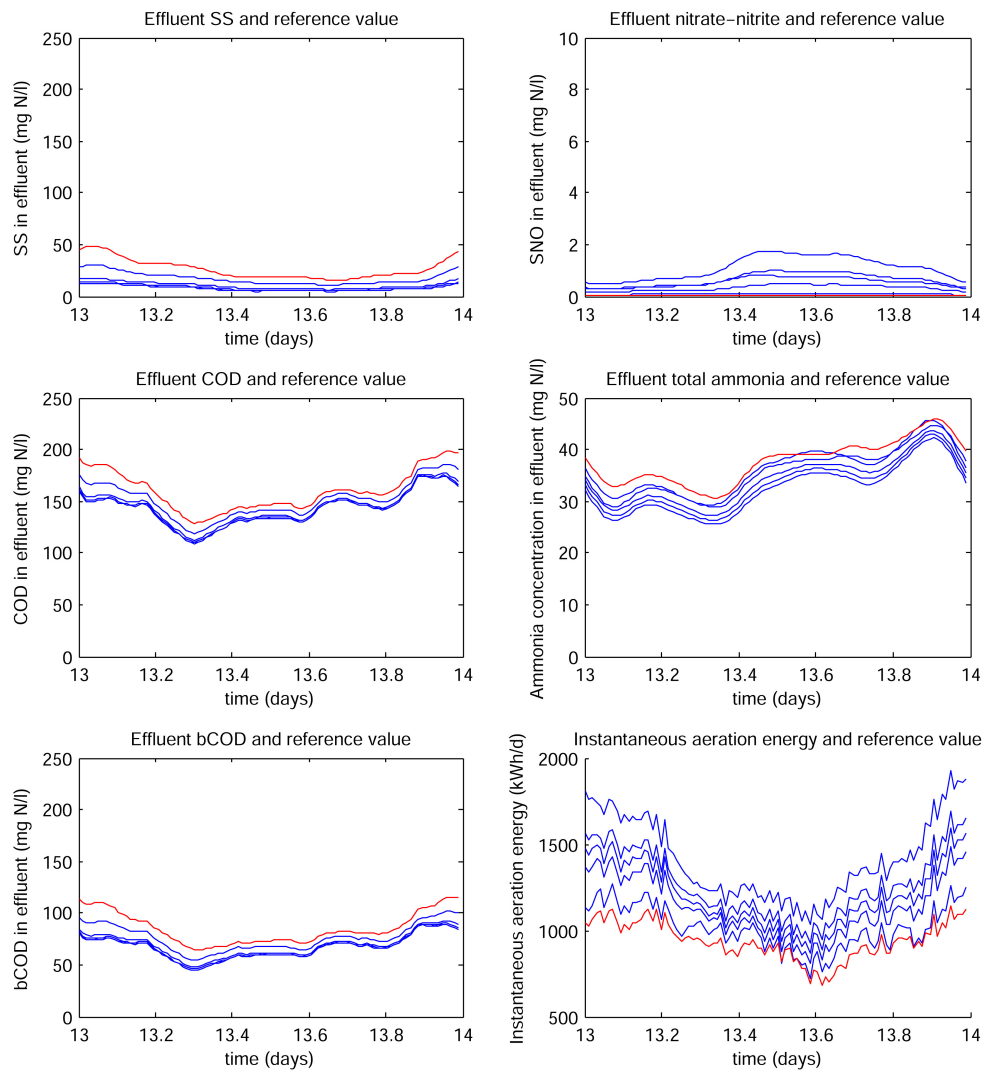 Effluent SS and reference value
SS in effluent (mg N/l)
250
200
150
100
50
0
13 13.2 13.4 13.6 13.8 14
time (days)
Effluent nitrate−nitrite and reference value
SNO in effluent (mg N/l)
10
8
6
4
2
0
13 13.2 13.4 13.6 13.8 14
time (days)
Effluent COD and reference value
COD in effluent (mg N/l)
250
200
150
100
50
0
13 13.2 13.4 13.6 13.8 14
time (days)
Effluent total ammonia and reference value
Ammonia concentration in effluent (mg N/l)
50
40
30
20
10
0
13 13.2 13.4 13.6 13.8 14
time (days)
Effluent bCOD and reference value
bCOD in effluent (mg N/l)
250
200
150
100
50
0
13 13.2 13.4 13.6 13.8 14
time (days)
Instantaneous aeration energy and reference value
Instantaneous aeration energy (kWh/d)
2000
1500
1000
500
13 13.2 13.4 13.6 13.8 14
time (days)